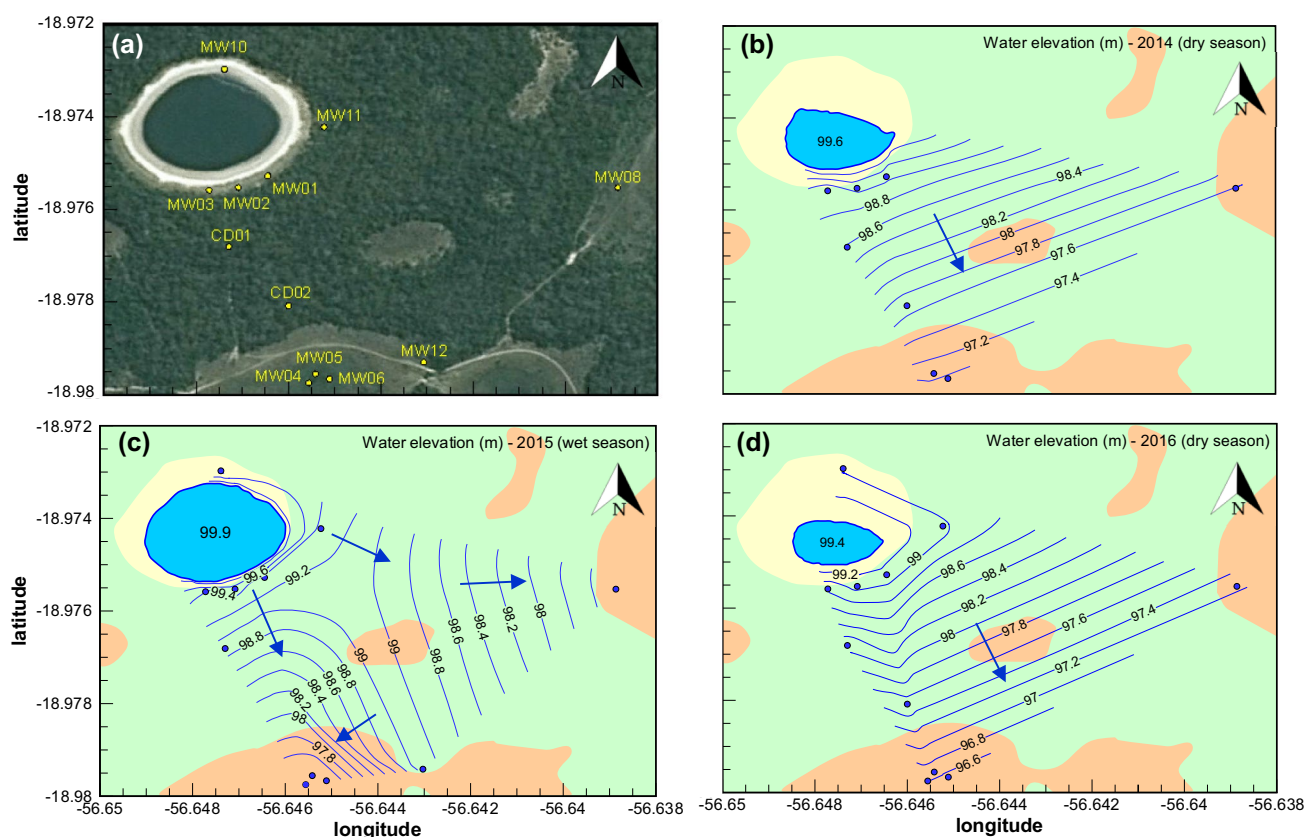 (a)
MW10
MW11
MW01
MW08
MW03
MW02
CD01
CD02
MW12
MW05
MW04
MW06
N
latitude
-18.972
-18.974
-18.976
-18.978
-18.98
(b)
Water elevation (m) - 2014 (dry season)
N
99.6
98.4
98.8
98.2
98.6
98
97.8
97.6
97.4
97.2
(c)
Water elevation (m) - 2015 (wet season)
N
99.9
99.6
99.2
99.4
98.8
99
98.6
98.4
98.2
98
98.8
98.8
98.6
98.4
98.2
98
97.8
latitude
-18.972
-18.974
-18.976
-18.978
-18.98
-56.65
-56.648
-56.646
-56.644
-56.642
-56.64
-56.638
longitude
(d)
Water elevation (m) - 2016 (dry season)
N
99.4
99.2
99
98.6
98.4
98.2
98
97.8
97.6
97.4
97.2
97
96.8
96.6
-56.65
-56.648
-56.646
-56.644
-56.642
-56.64
-56.638
longitude